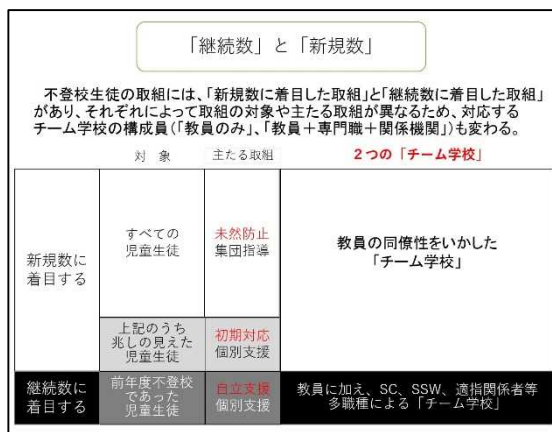 「継続数」と「新規数」
不登校生徒の取組には、「新規数に着目した取組」と「継続数に着目した取組」
があり、それぞれによって取組の対象や主たる取組が異なるため、対応する
チーム学校の構成員(「教員のみ」、「教員＋専門職＋関係機関」)も変わる。
対 象
主たる取組
2つの「チーム学校」
新規数に
着目する
すべての
児童生徒
未然防止
集団指導
教員の同僚性をいかした
「チーム学校」
上記のうち
兆しの見えた
児童生徒
初期対応
個別支援
継続数に
着目する
前年度不登校
であった
児童生徒
自立支援
個別支援
教員に加え、SC、SSW、適指関係者等
多職種による「チーム学校」